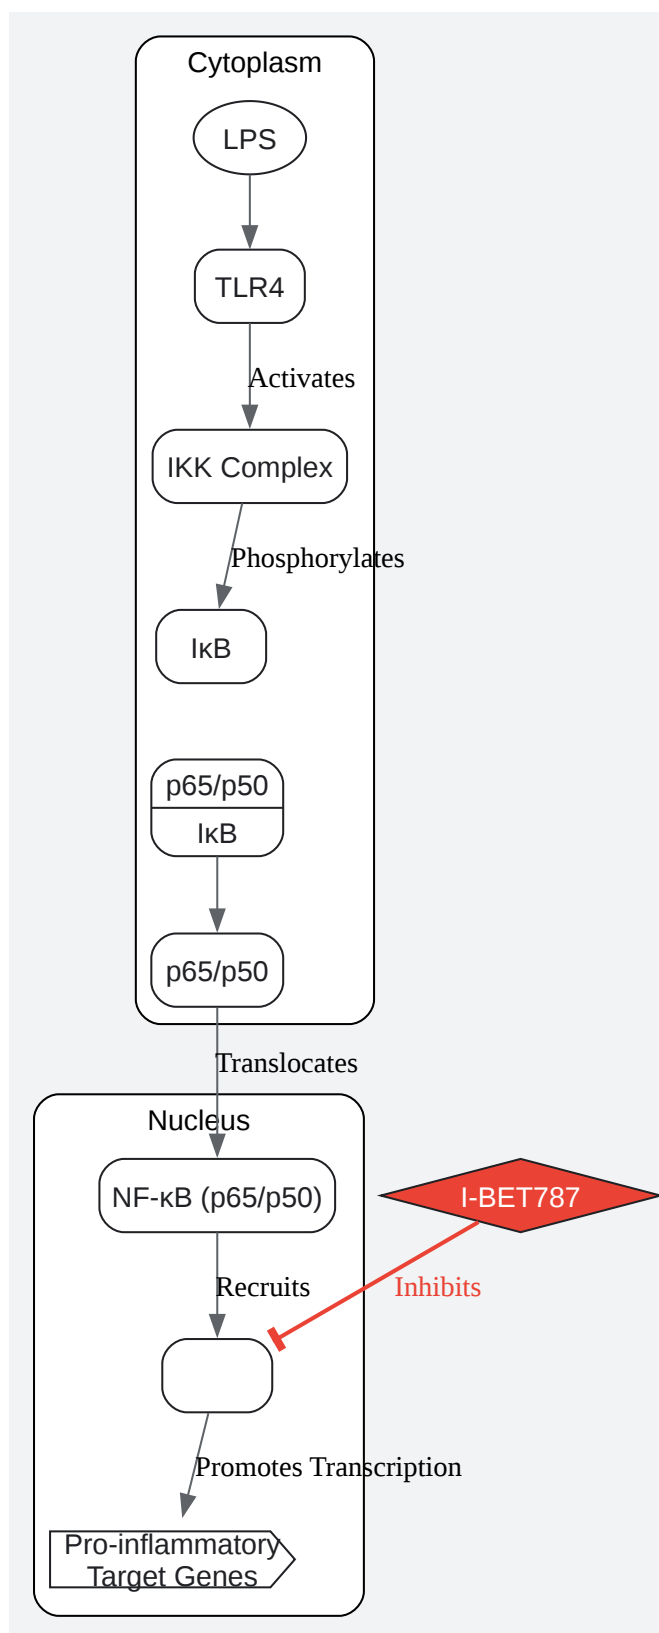 Cytoplasm
LPS
TLR4
Activates
IKK Complex
Phosphorylates
IκB
p65/p50
IκB
p65/p50
Translocates
Nucleus
NF-κB (p65/p50)
I-BET787
Recruits
Inhibits
Promotes Transcription
Pro-inflammatory
Target Genes